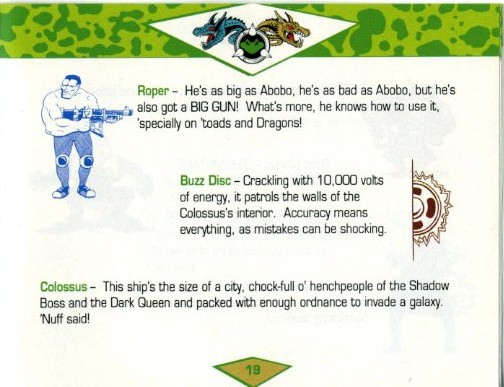 Roper – He's as big as Abobo, he's as bad as Abobo, but he's
also got a BIG GUN!  What's more, he knows how to use it,
'specially on 'toads and Dragons!
Buzz Disc – Crackling with 10,000 volts
of energy, it patrols the walls of the
Colossus's interior.  Accuracy means
everything, as mistakes can be shocking.
Colossus –  This ship's the size of a city, chock-full o' henchpeople of the Shadow
Boss and the Dark Queen and packed with enough ordnance to invade a galaxy.
'Nuff said!
19